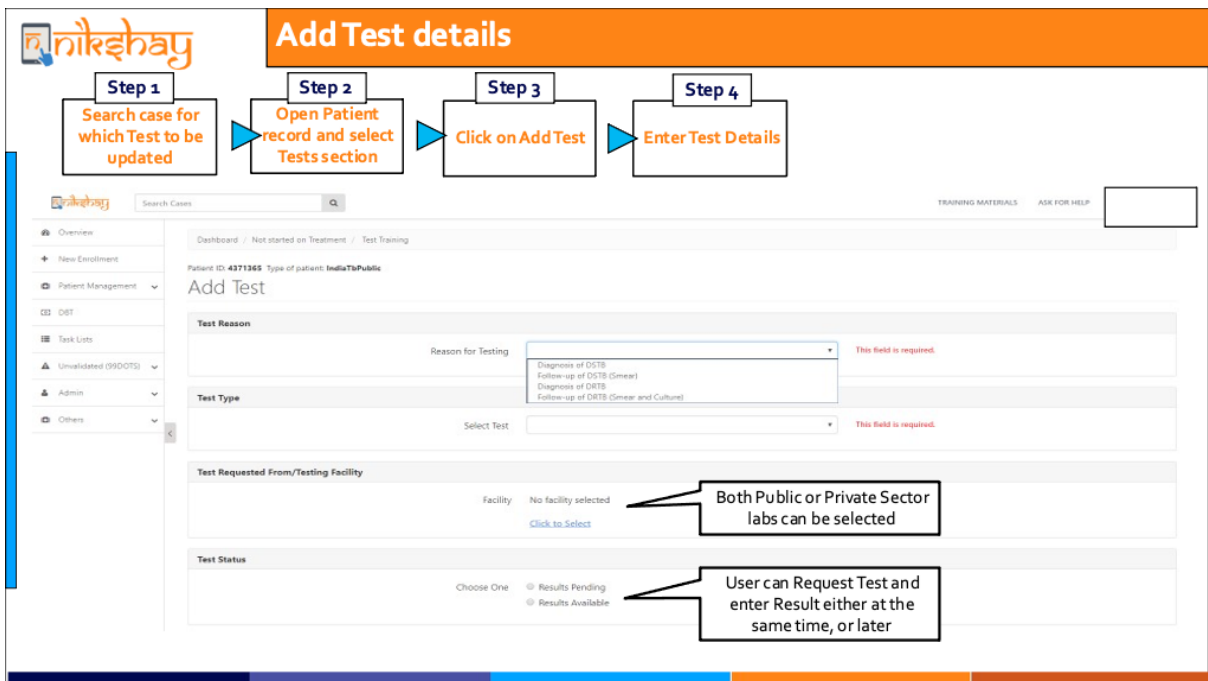 nikshay
Add Test details
Step 1
Search case for
which Test to be
updated
Step 2
Open Patient
record and select
Tests section
Step 3
Click on Add Test
Step 4
Enter Test Details
nikshay
Search Cases
TRAINING MATERIALS ASK FOR HELP
Overview
New Enrollment
Patient Management
DBT
Task Lists
Unvalidated (99DOTS)
Admin
Others
Dashboard / Not started on Treatment / Test Training
Patient ID: 4371365 Type of patient: IndiaTbPublic
Add Test
Test Reason
Reason for Testing
This field is required.
Diagnosis of DSTB
Follow-up of DSTB (Smear)
Diagnosis of DRTB
Follow-up of DRTB (Smear and Culture)
Test Type
Select Test
This field is required.
Test Requested From/Testing Facility
Facility No facility selected
Click to Select
Both Public or Private Sector
labs can be selected
Test Status
Choose One Results Pending
Results Available
User can Request Test and
enter Result either at the
same time, or later